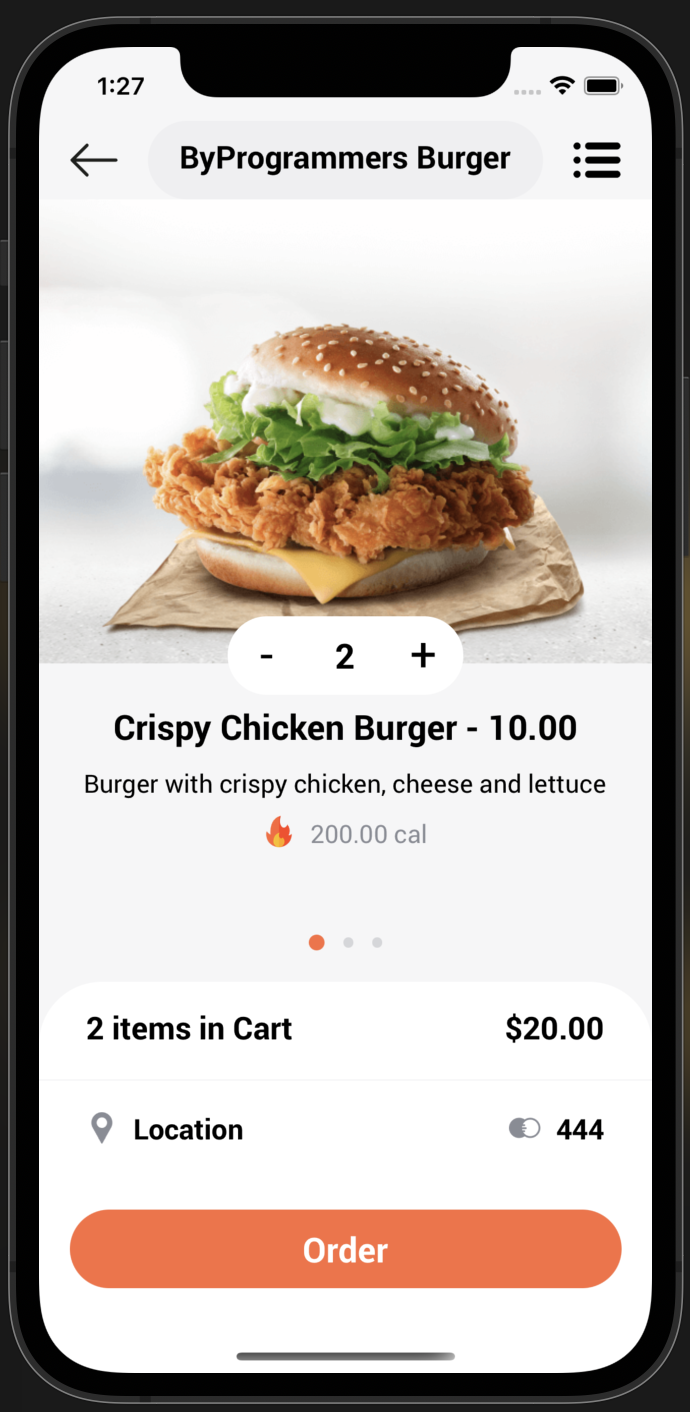 1:27
ByProgrammers Burger
- 2 +
Crispy Chicken Burger - 10.00
Burger with crispy chicken, cheese and lettuce
200.00 cal
2 items in Cart $20.00
Location 444
Order